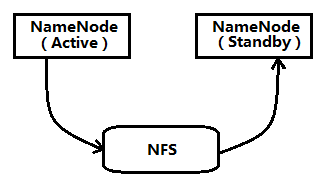 NameNode
（Active）
NameNode
（Standby）
NFS